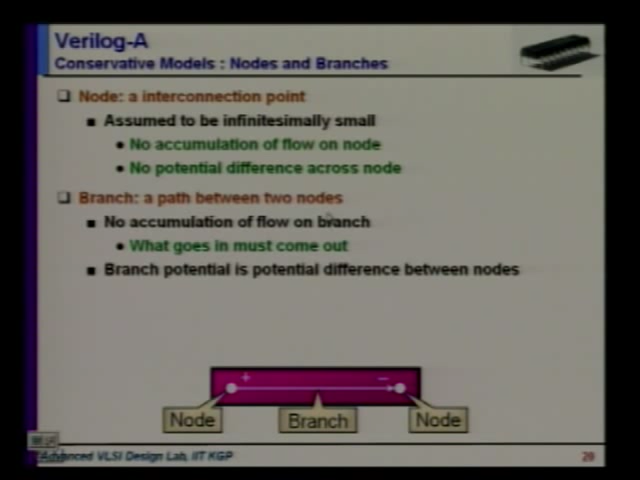 Verilog-A
Conservative Models : Nodes and Branches
Node: a interconnection point
Assumed to be infinitesimally small
No accumulation of flow on node
No potential difference across node
Branch: a path between two nodes
No accumulation of flow on branch
What goes in must come out
Branch potential is potential difference between nodes
+ −
Node Branch Node
Advanced VLSI Design Lab, IIT KGP